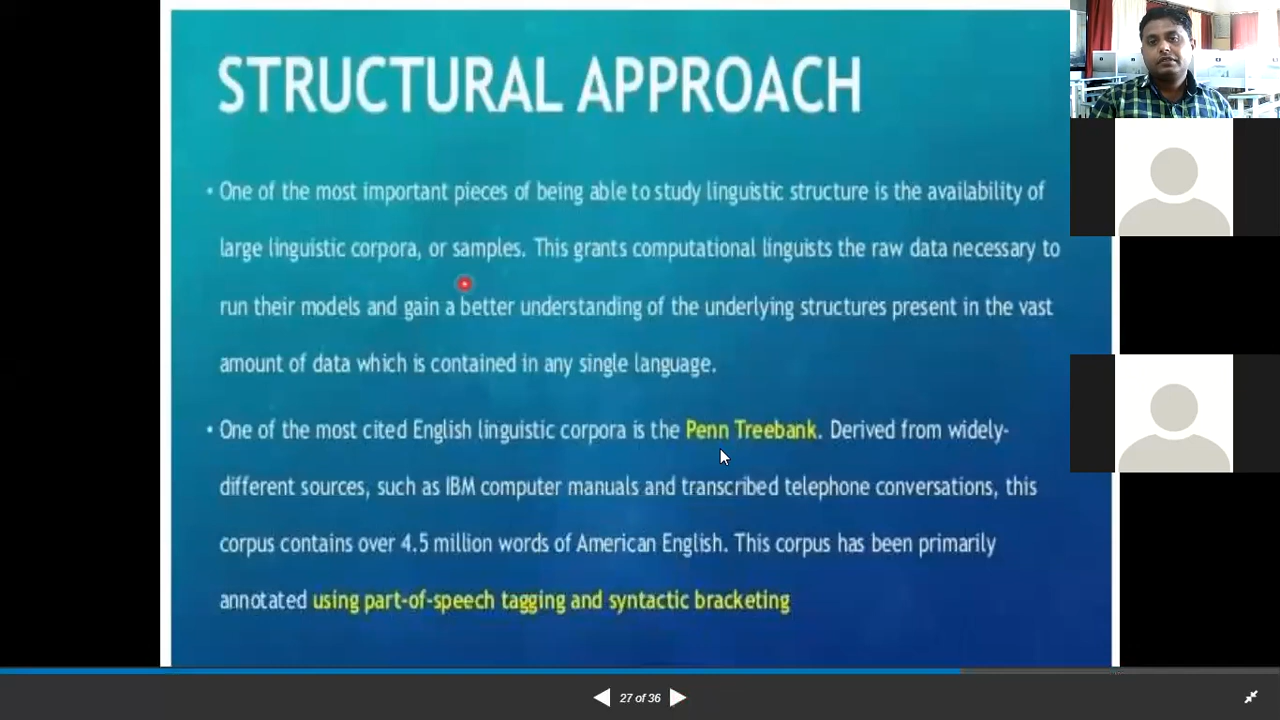 STRUCTURAL APPROACH
• One of the most important pieces of being able to study linguistic structure is the availability of
large linguistic corpora, or samples. This grants computational linguists the raw data necessary to
run their models and gain a better understanding of the underlying structures present in the vast
amount of data which is contained in any single language.
• One of the most cited English linguistic corpora is the Penn Treebank. Derived from widely-
different sources, such as IBM computer manuals and transcribed telephone conversations, this
corpus contains over 4.5 million words of American English. This corpus has been primarily
annotated using part-of-speech tagging and syntactic bracketing
27 of 36